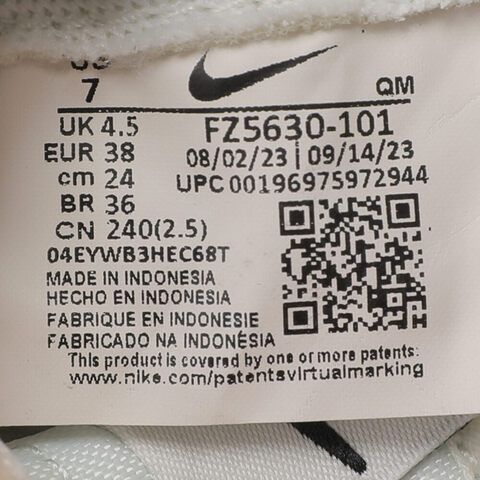 US
7
QM
UK 4.5
FZ5630-101
EUR 38
08/02/23 | 09/14/23
cm 24
UPC 00196975972944
BR 36
CN 240(2.5)
04EYWB3HEC68T
MADE IN INDONESIA
HECHO EN INDONESIA
FABRIQUE EN INDONESIE
FABRICADO NA INDONÉSIA
This product is covered by one or more patents:
www.nike.com/patentsvirtualmarking